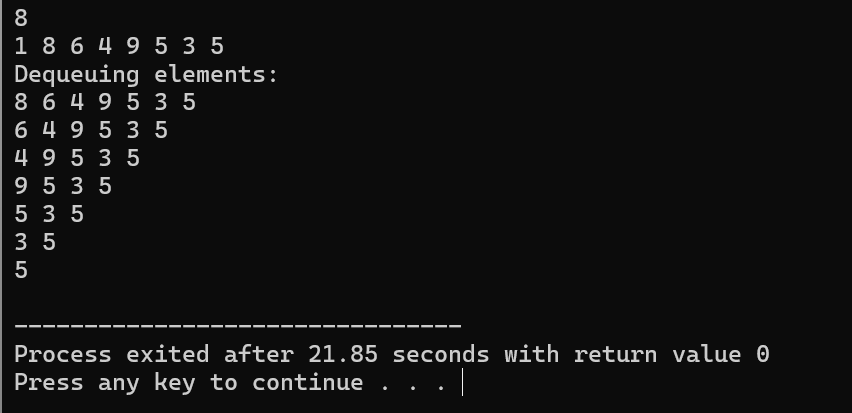 8
1 8 6 4 9 5 3 5
Dequeuing elements:
8 6 4 9 5 3 5
6 4 9 5 3 5
4 9 5 3 5
9 5 3 5
5 3 5
3 5
5
--------------------------------
Process exited after 21.85 seconds with return value 0
Press any key to continue . . .